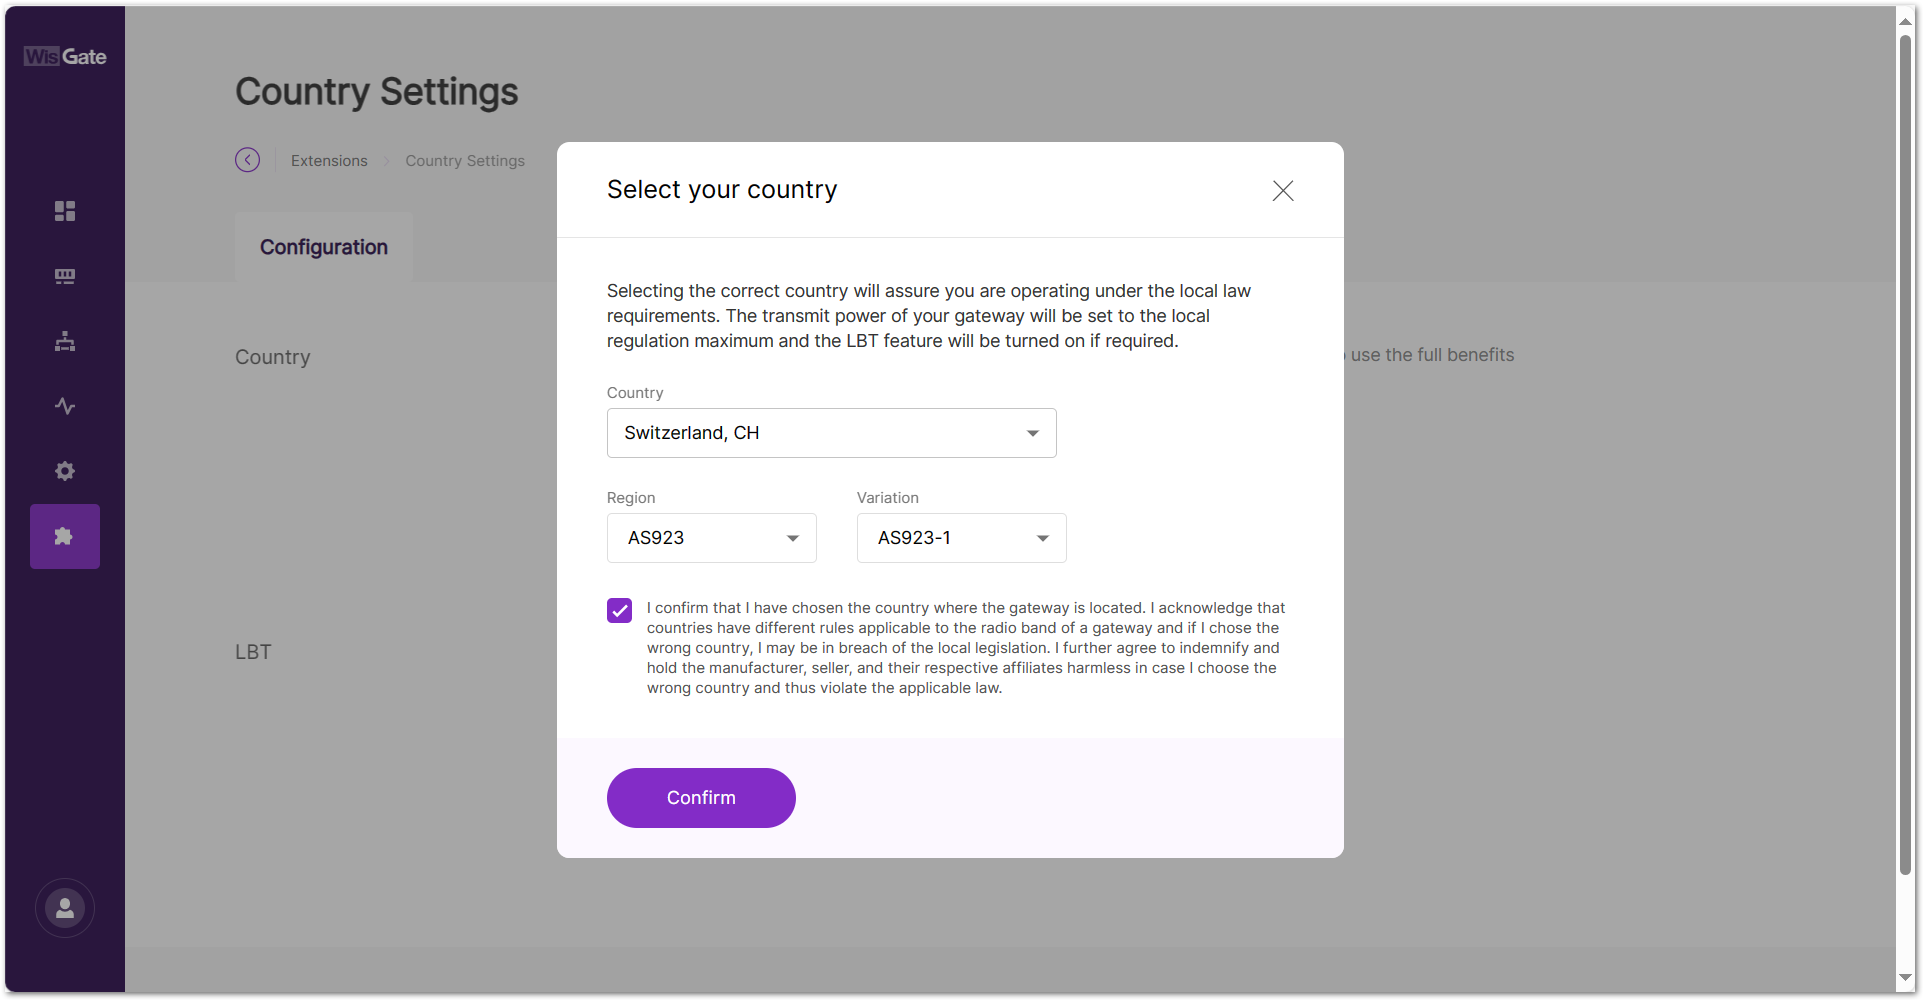 WisGate
Country Settings
Extensions
Country Settings
Configuration
Country
use the full benefits
LBT
Select your country
Selecting the correct country will assure you are operating under the local law
requirements. The transmit power of your gateway will be set to the local
regulation maximum and the LBT feature will be turned on if required.
Country
Switzerland, CH
Region
Variation
AS923
AS923-1
I confirm that I have chosen the country where the gateway is located. I acknowledge that
countries have different rules applicable to the radio band of a gateway and if I chose the
wrong country, I may be in breach of the local legislation. I further agree to indemnify and
hold the manufacturer, seller, and their respective affiliates harmless in case I choose the
wrong country and thus violate the applicable law.
Confirm